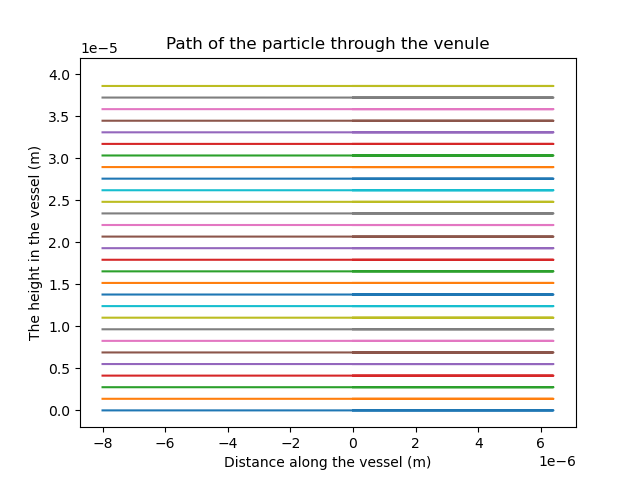 Path of the particle through the venule
1e−5
4.0
3.5
3.0
2.5
2.0
1.5
1.0
0.5
0.0
The height in the vessel (m)
−8 −6 −4 −2 0 2 4 6
Distance along the vessel (m)
1e−6